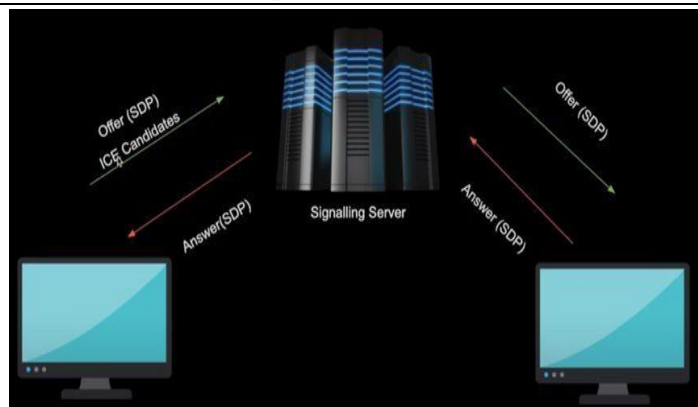 Offer (SDP)
ICE Candidates
Answer(SDP)
Signalling Server
Offer (SDP)
Answer (SDP)